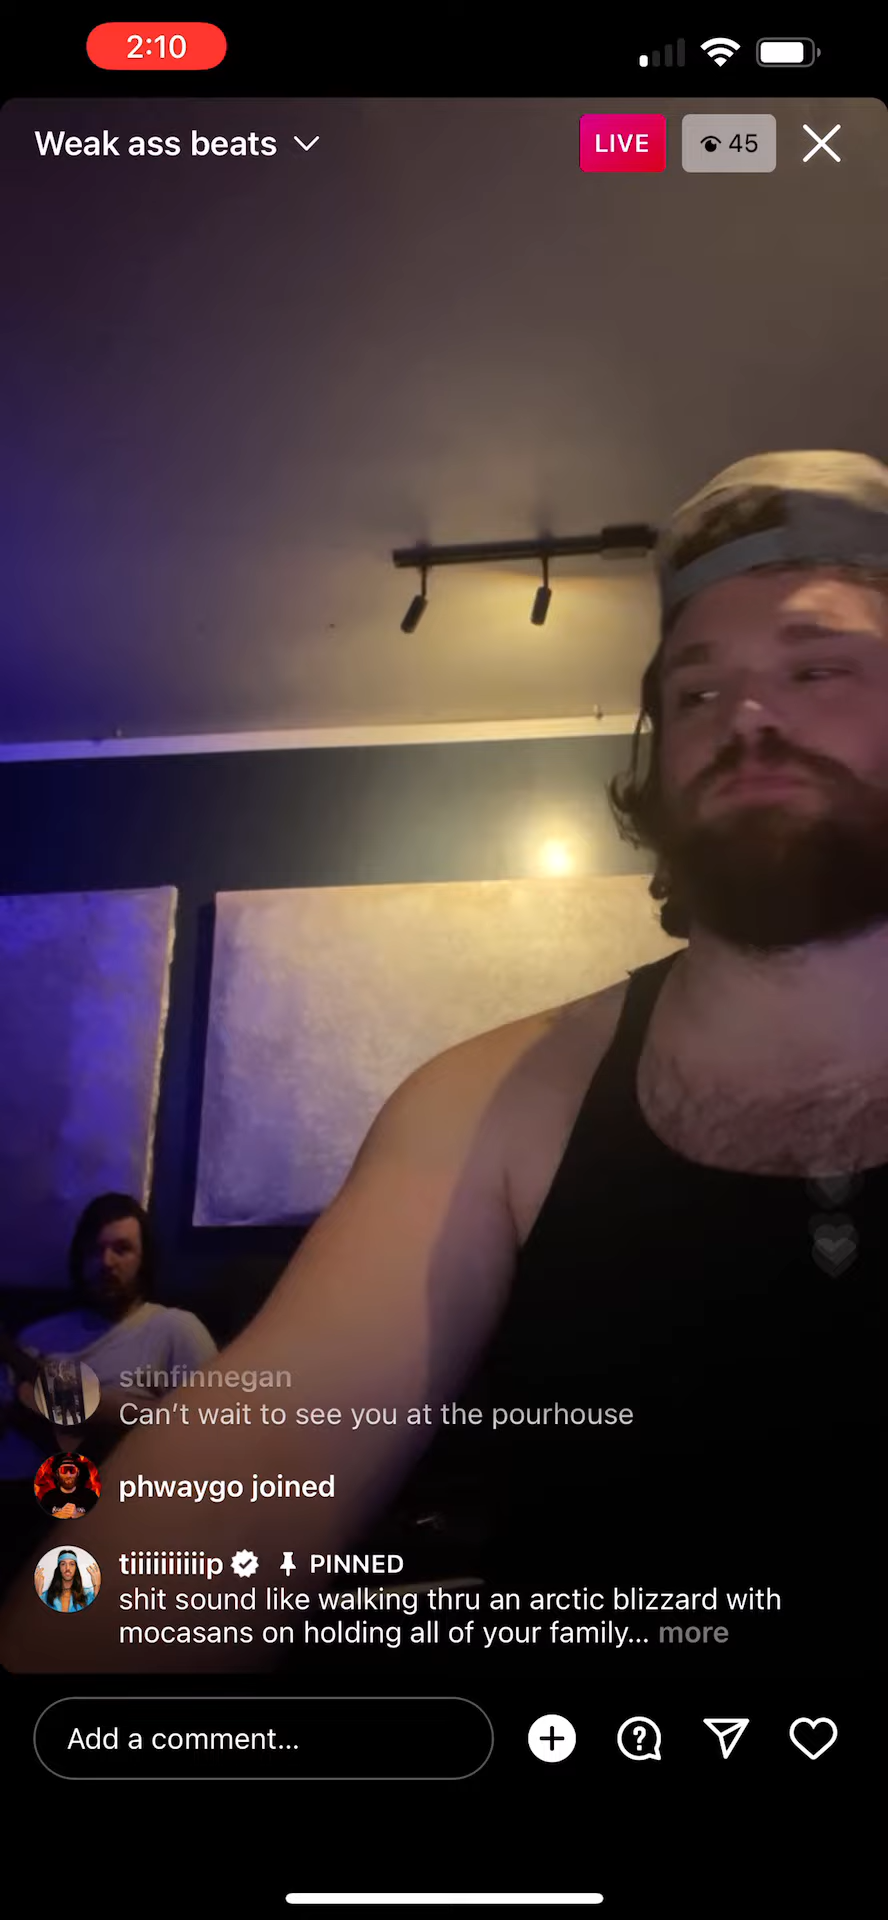 2:10
Weak ass beats
LIVE
45
stinfinnegan
Can't wait to see you at the pourhouse
phwaygo joined
tiiiiiiiiiip PINNED
shit sound like walking thru an arctic blizzard with
mocasans on holding all of your family... more
Add a comment...